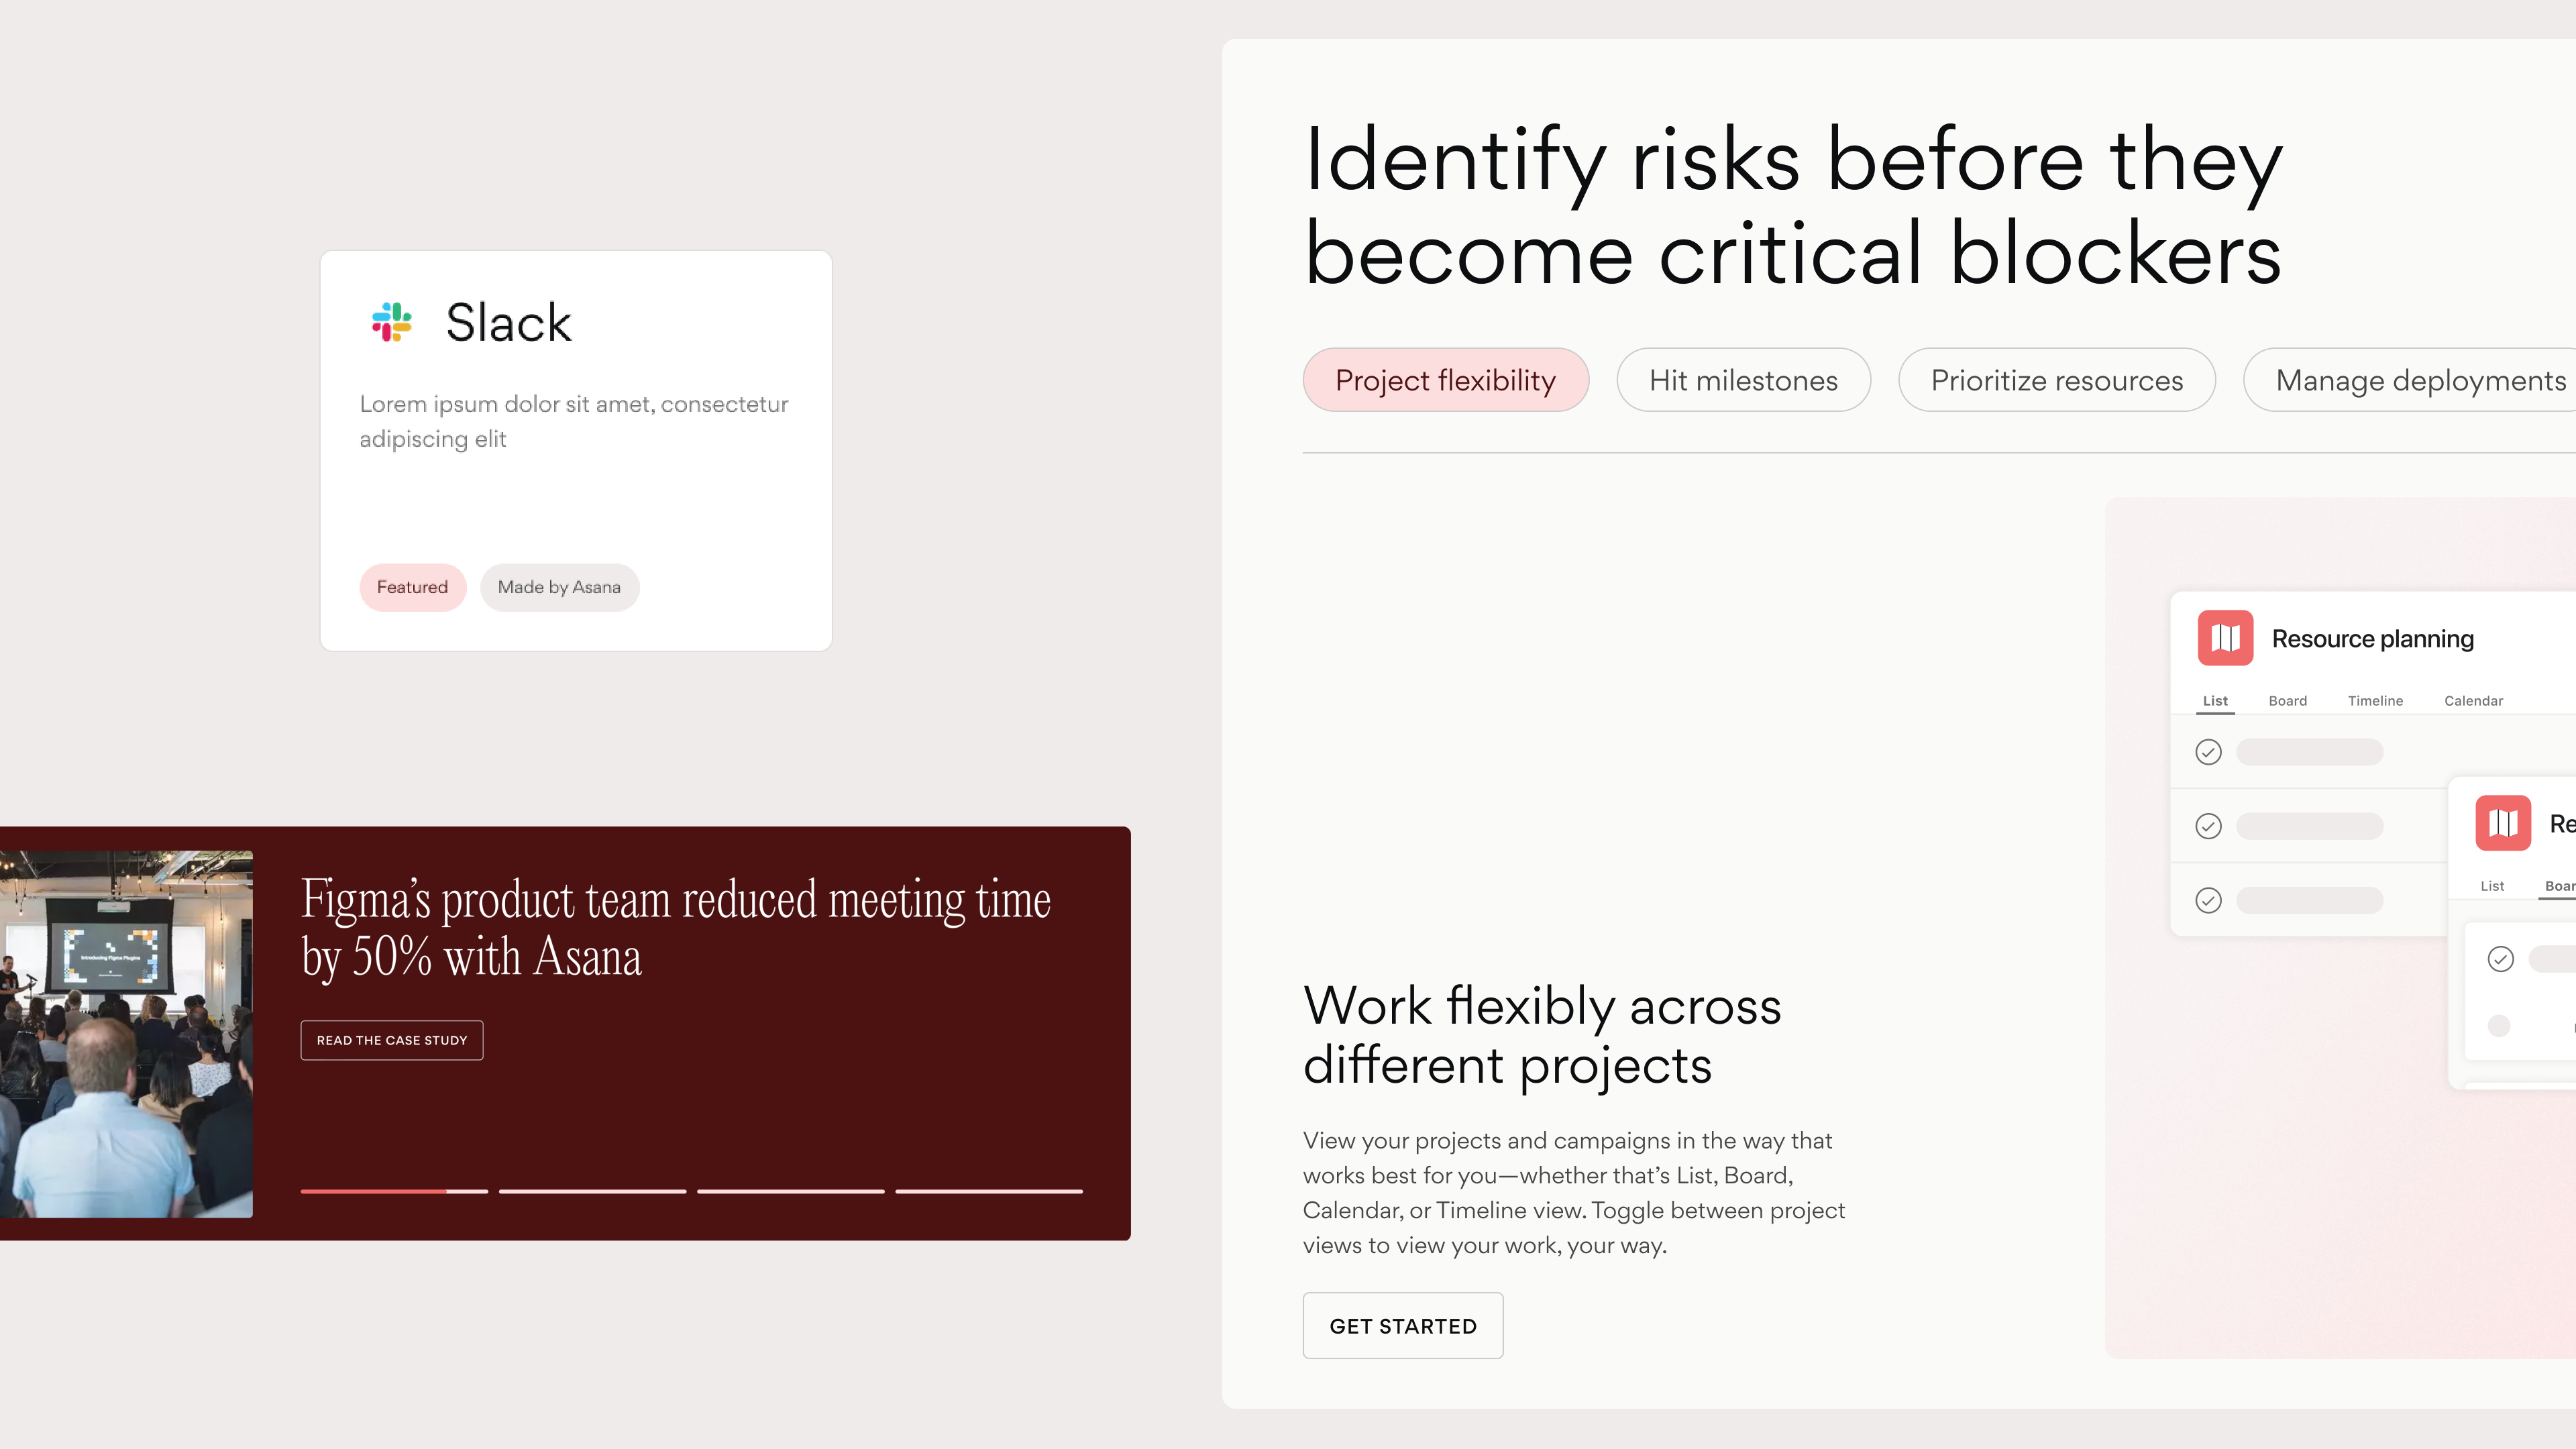 Slack
Lorem ipsum dolor sit amet, consectetur
adipiscing elit
Featured
Made by Asana
Introducing Figma Plugins
Figma’s product team reduced meeting time
by 50% with Asana
READ THE CASE STUDY
Identify risks before they
become critical blockers
Project flexibility
Hit milestones
Prioritize resources
Manage deployments
Work flexibly across
different projects
View your projects and campaigns in the way that
works best for you—whether that’s List, Board,
Calendar, or Timeline view. Toggle between project
views to view your work, your way.
GET STARTED
Resource planning
List Board Timeline Calendar
Re
List Boar